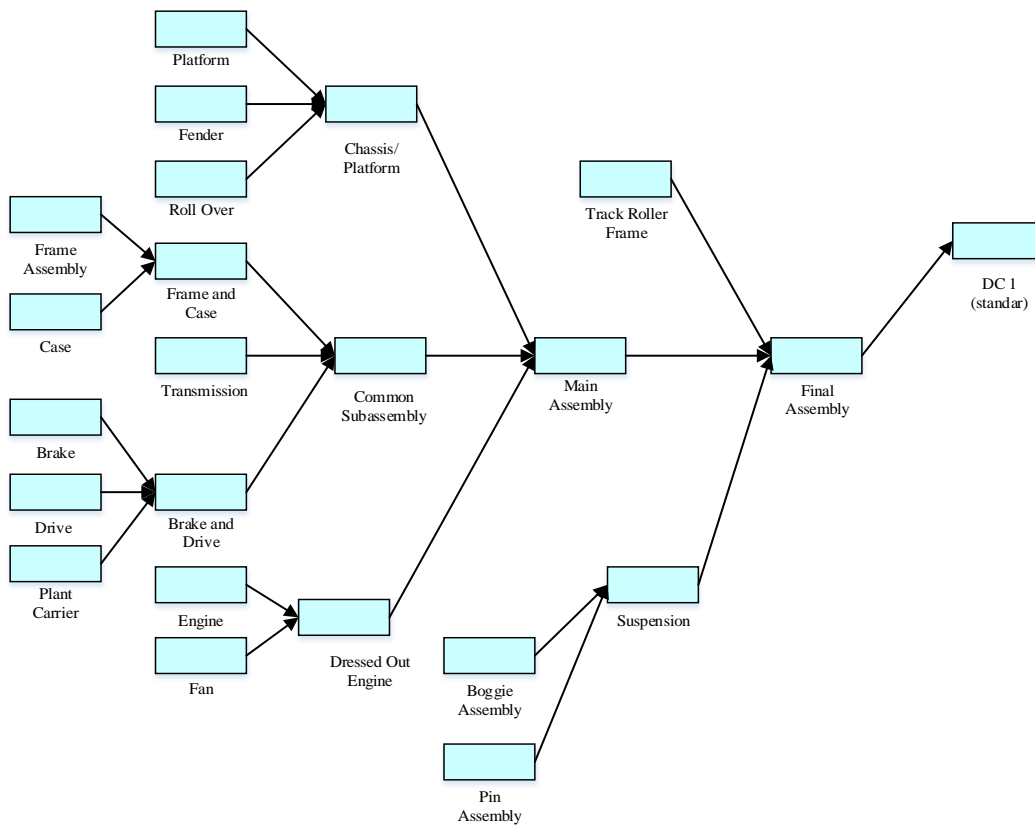 Platform
Fender
Chassis/
Platform
Roll Over
Track Roller
Frame
Frame
Assembly
DC 1
(standar)
Frame and
Case
Case
Transmission
Common
Subassembly
Main
Assembly
Final
Assembly
Brake
Drive
Brake and
Drive
Plant
Carrier
Engine
Suspension
Fan
Dressed Out
Engine
Boggie
Assembly
Pin
Assembly